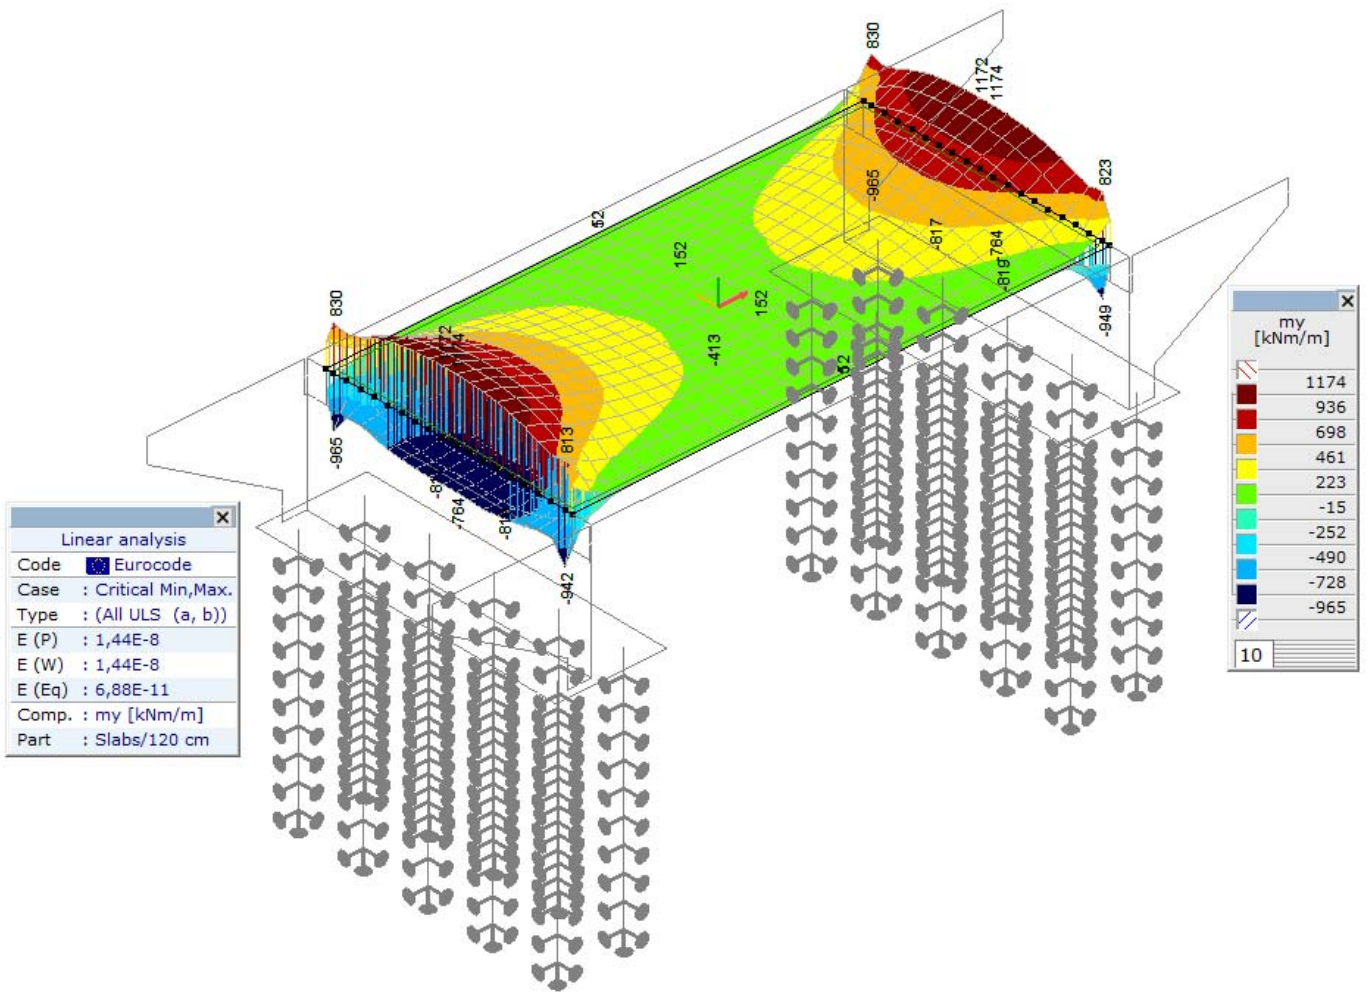 830
1172
1174
-965
823
-817
764
-819
52
152
152
-949
-413
52
830
813
-965
-764
-942
my
[kNm/m]
1174
936
698
461
223
-15
-252
-490
-728
-965
10
Linear analysis
Code Eurocode
Case : Critical Min,Max.
Type : (All ULS (a, b))
E (P) : 1,44E-8
E (W) : 1,44E-8
E (Eq) : 6,88E-11
Comp. : my [kNm/m]
Part : Slabs/120 cm